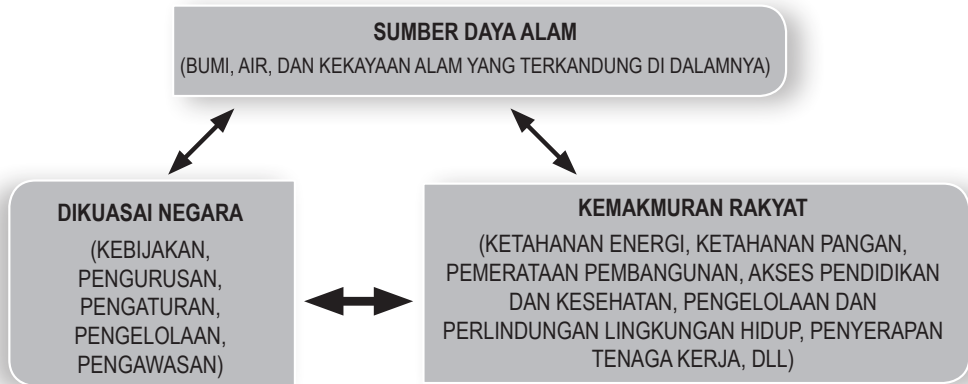 SUMBER DAYA ALAM
(BUMI, AIR, DAN KEKAYAAN ALAM YANG TERKANDUNG DI DALAMNYA)
DIKUASAI NEGARA
(KEBIJAKAN,
PENGURUSAN,
PENGATURAN,
PENGELOLAAN,
PENGAWASAN)
KEMAKMURAN RAKYAT
(KETAHANAN ENERGI, KETAHANAN PANGAN,
PEMERATAAN PEMBANGUNAN, AKSES PENDIDIKAN
DAN KESEHATAN, PENGELOLAAN DAN
PERLINDUNGAN LINGKUNGAN HIDUP, PENYERAPAN
TENAGA KERJA, DLL)